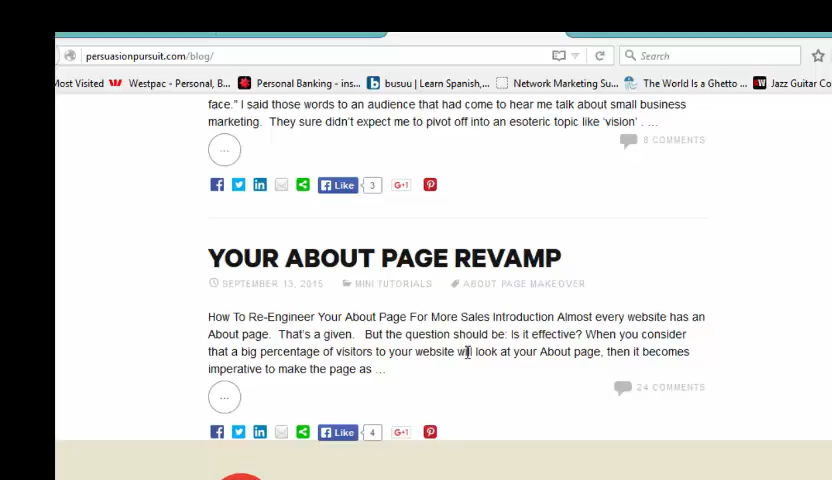 persuasionpursuit.com/blog/
Search
Most Visited Westpac - Personal, B... Personal Banking - ins... busuu | Learn Spanish,... Network Marketing Su... The World Is a Ghetto ... Jazz Guitar Co
face." I said those words to an audience that had come to hear me talk about small business
marketing. They sure didn't expect me to pivot off into an esoteric topic like 'vision' . ...
...
8 COMMENTS
Like 3 G+1
YOUR ABOUT PAGE REVAMP
SEPTEMBER 13, 2015 MINI TUTORIALS ABOUT PAGE MAKEOVER
How To Re-Engineer Your About Page For More Sales Introduction Almost every website has an
About page. That's a given. But the question should be: Is it effective? When you consider
that a big percentage of visitors to your website will look at your About page, then it becomes
imperative to make the page as ...
...
24 COMMENTS
Like 4 G+1